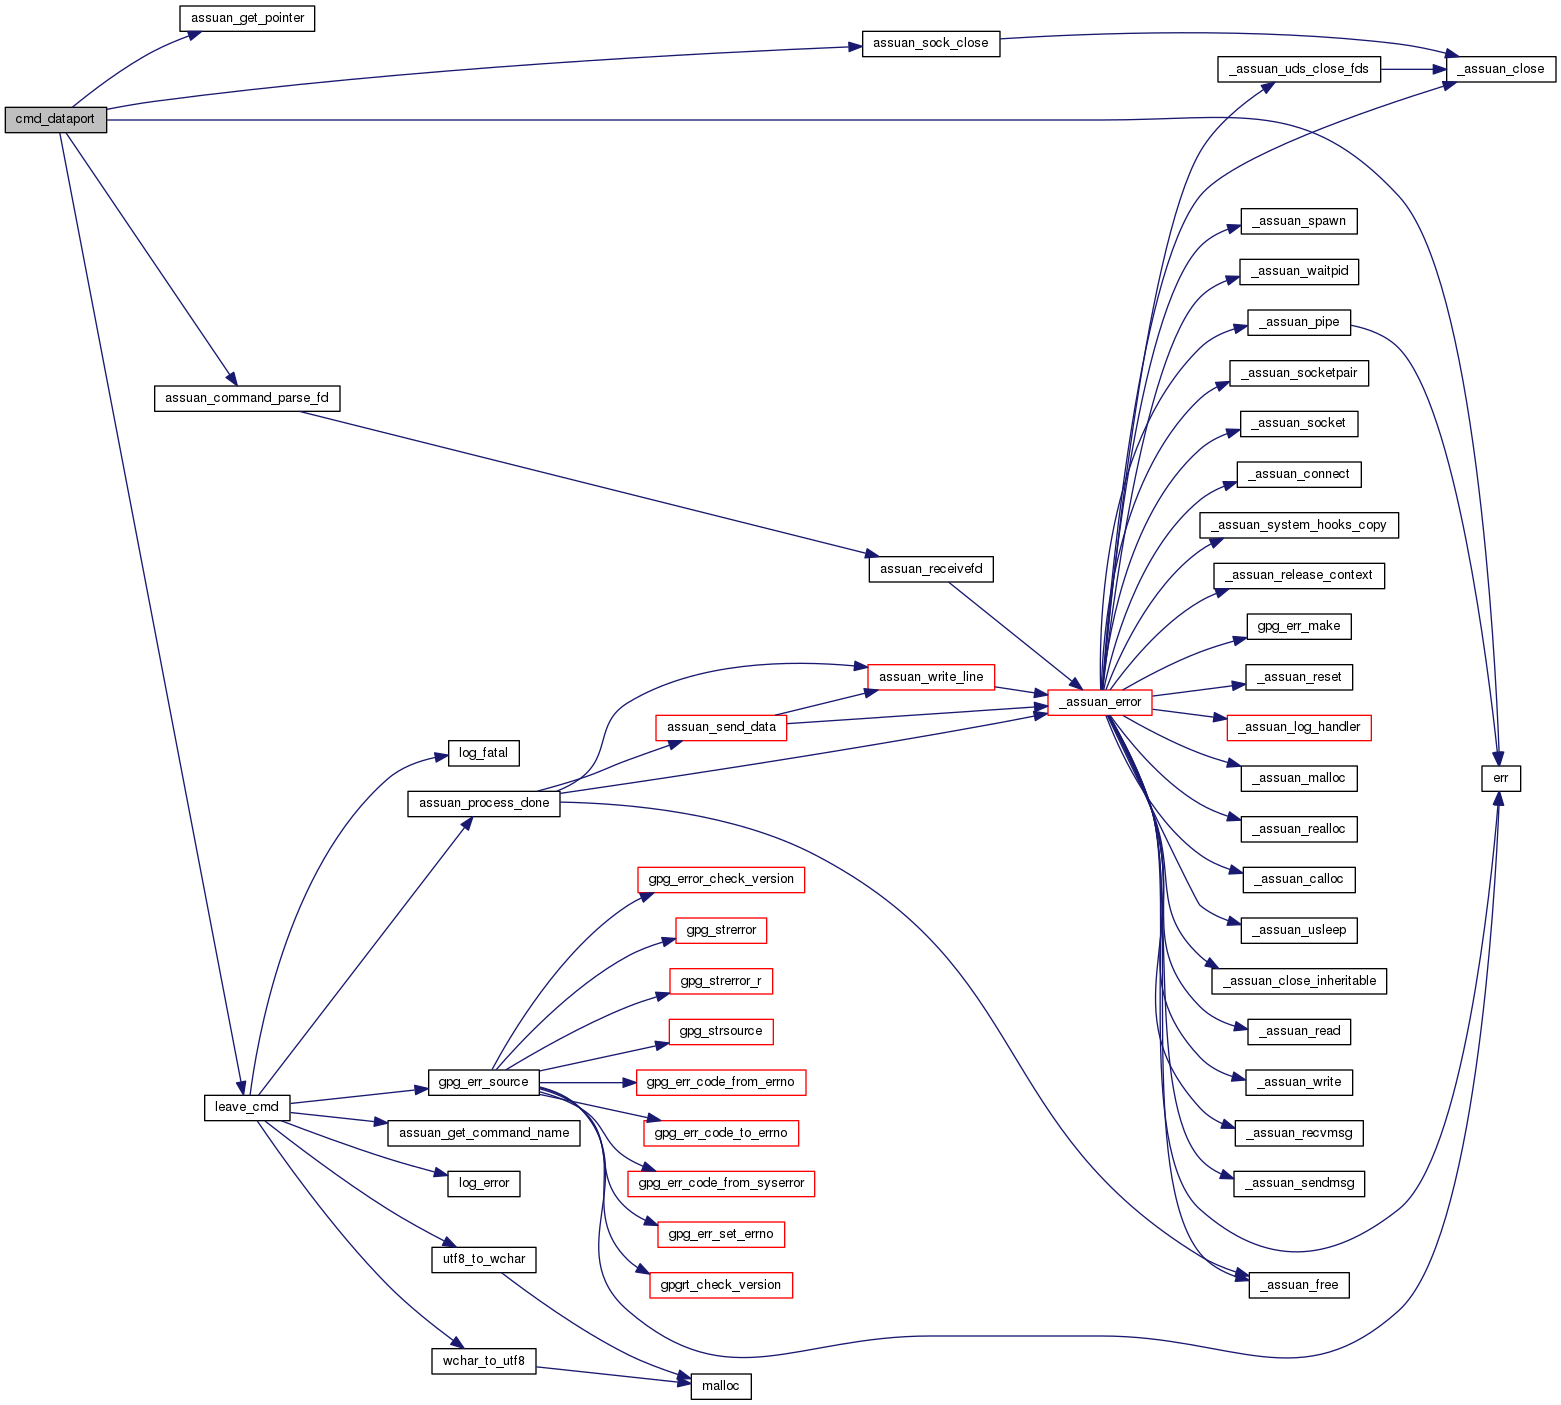 assuan_get_pointer
assuan_sock_close
_assuan_uds_close_fds
_assuan_close
cmd_dataport
_assuan_spawn
_assuan_waitpid
_assuan_pipe
_assuan_socketpair
assuan_command_parse_fd
_assuan_socket
_assuan_connect
_assuan_system_hooks_copy
assuan_receivefd
_assuan_release_context
gpg_err_make
assuan_write_line
_assuan_reset
_assuan_error
assuan_send_data
_assuan_log_handler
log_fatal
_assuan_malloc
err
assuan_process_done
_assuan_realloc
gpg_error_check_version
_assuan_calloc
gpg_strerror
_assuan_usleep
gpg_strerror_r
_assuan_close_inheritable
gpg_strsource
_assuan_read
gpg_err_source
gpg_err_code_from_errno
_assuan_write
leave_cmd
assuan_get_command_name
gpg_err_code_to_errno
_assuan_recvmsg
log_error
gpg_err_code_from_syserror
_assuan_sendmsg
gpg_err_set_errno
utf8_to_wchar
gpgrt_check_version
_assuan_free
wchar_to_utf8
malloc